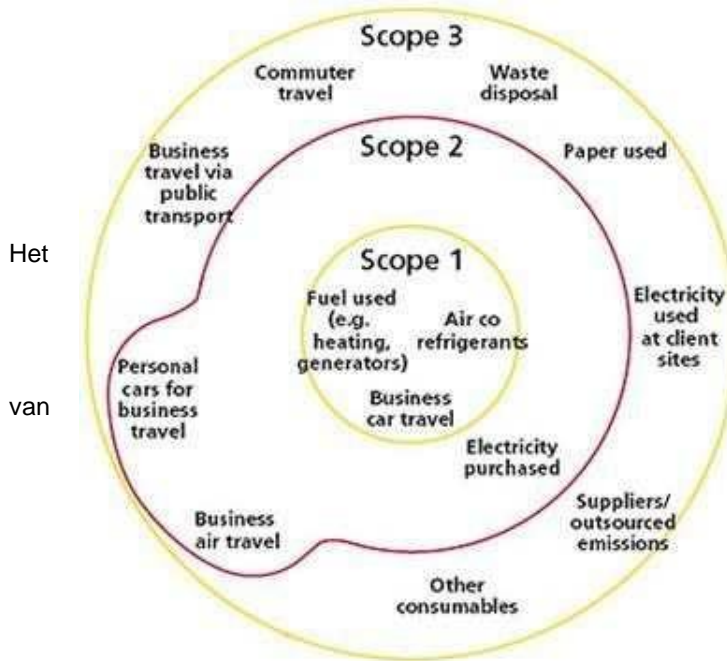 Scope 3
Commuter
travel
Waste
disposal
Business
travel via
public
transport
Scope 2
Paper used
Het
Scope 1
Fuel used
(e.g.
heating,
generators)
Air co
refrigerants
Electricity
used
at client
sites
van
Personal
cars for
business
travel
Business
car travel
Electricity
purchased
Business
air travel
Suppliers/
outsourced
emissions
Other
consumables